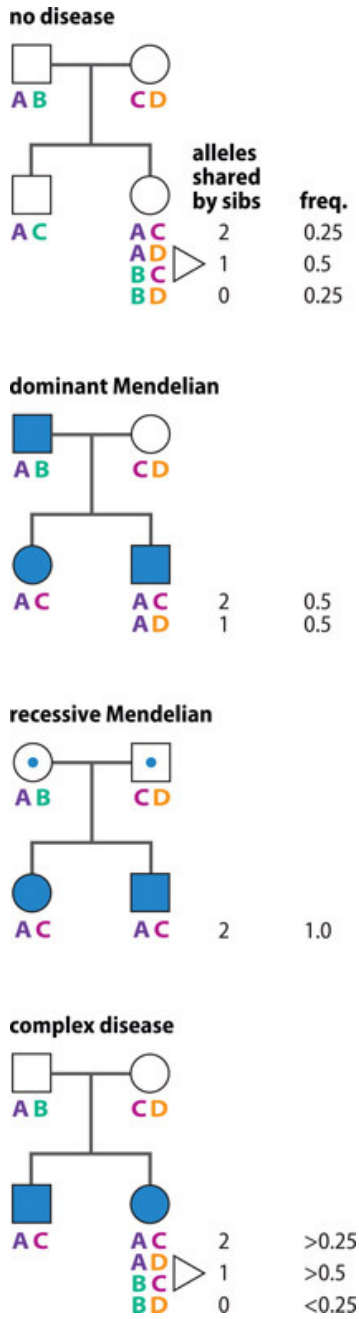 no disease
A B C D
alleles
shared
by sibs freq.
A C A C 2 0.25
A D
1 0.5
B C
B D 0 0.25
dominant Mendelian
A B C D
A C A C 2 0.5
A D 1 0.5
recessive Mendelian
A B C D
A C A C 2 1.0
complex disease
A B C D
A C A C 2 >0.25
A D
1 >0.5
B C
B D 0 <0.25